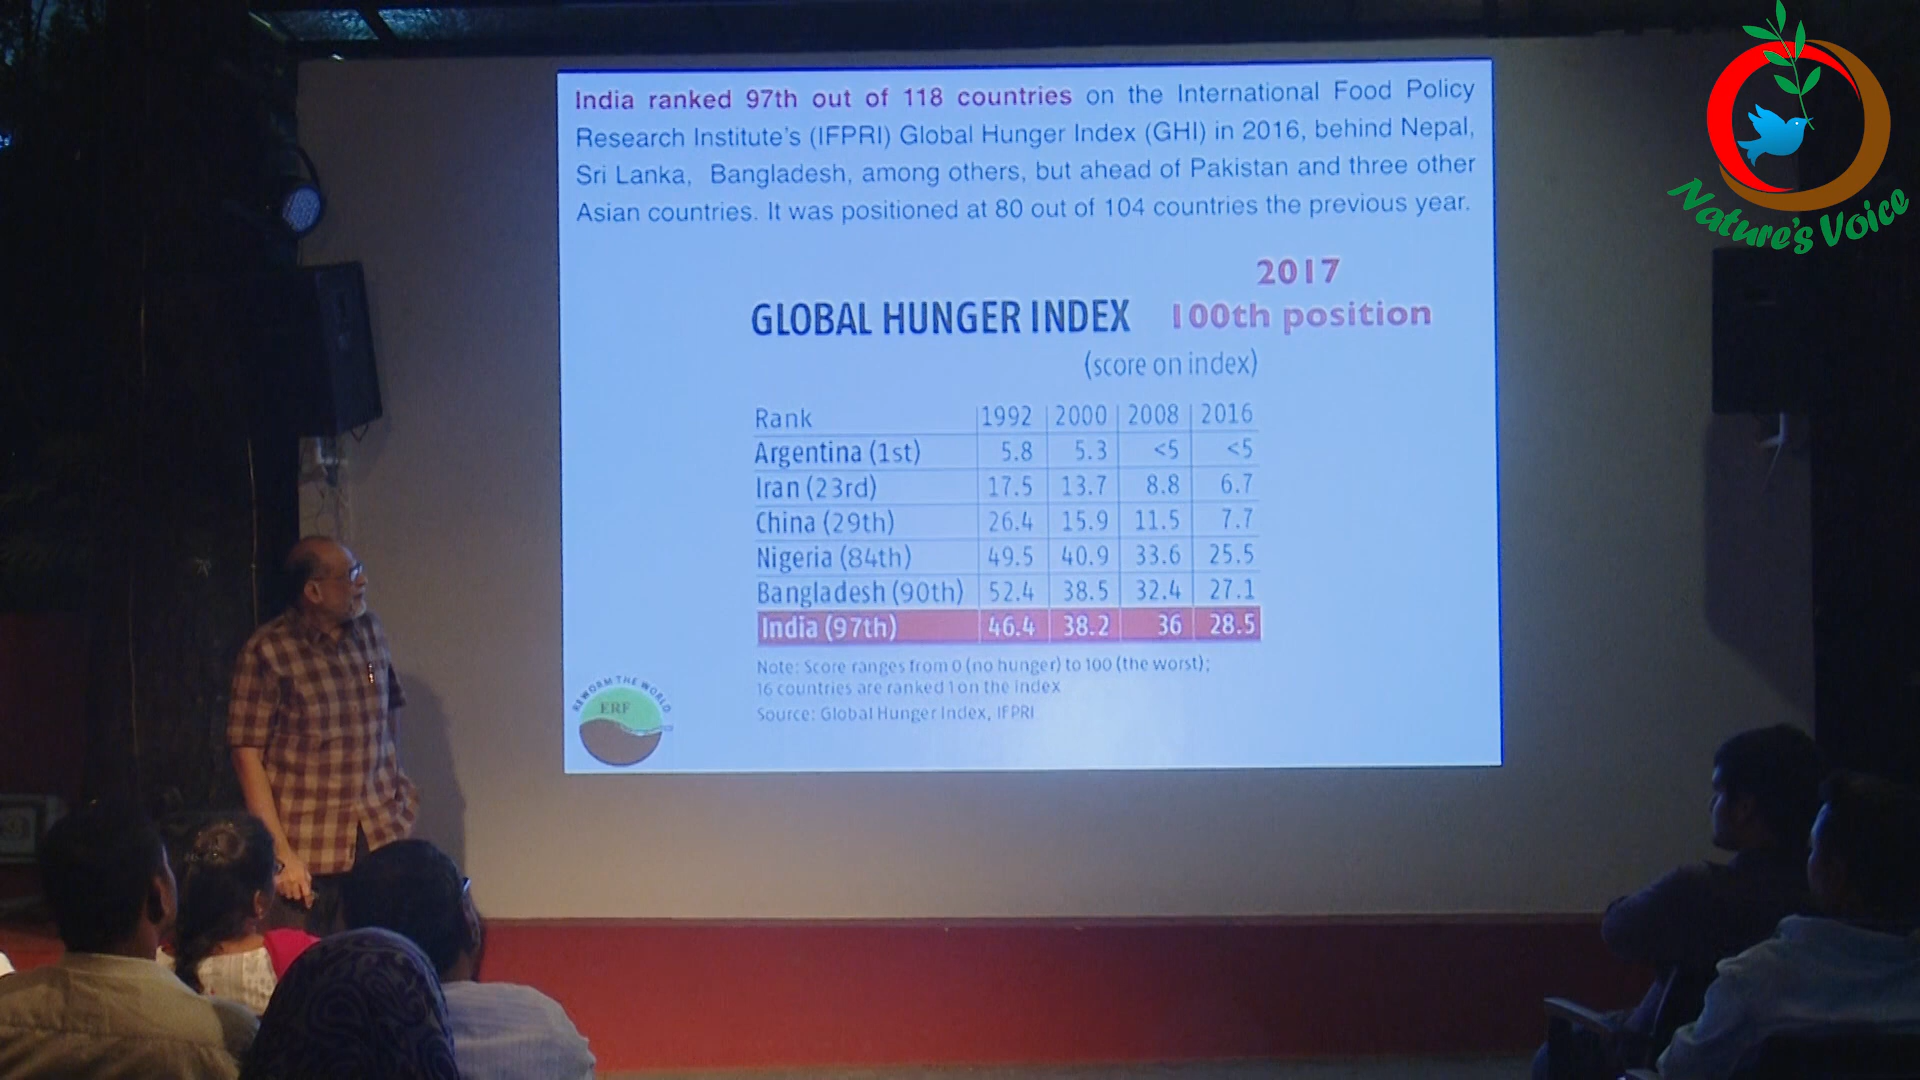 India ranked 97th out of 118 countries on the International Food Policy
Research Institute's (IFPRI) Global Hunger Index (GHI) in 2016, behind Nepal,
Sri Lanka, Bangladesh, among others, but ahead of Pakistan and three other
Asian countries. It was positioned at 80 out of 104 countries the previous year.
2017
GLOBAL HUNGER INDEX 100th position
(score on index)
Rank 1992 2000 2008 2016
Argentina (1st) 5.8 5.3 <5 <5
Iran (23rd) 17.5 13.7 8.8 6.7
China (29th) 26.4 15.9 11.5 7.7
Nigeria (84th) 49.5 40.9 33.6 25.5
Bangladesh (90th) 52.4 38.5 32.4 27.1
India (97th) 46.4 38.2 36 28.5
Note: Score ranges from 0 (no hunger) to 100 (the worst);
16 countries are ranked 1 on the index
Source: Global Hunger Index, IFPRI
REWORM THE WORLD
ERF
Nature's Voice